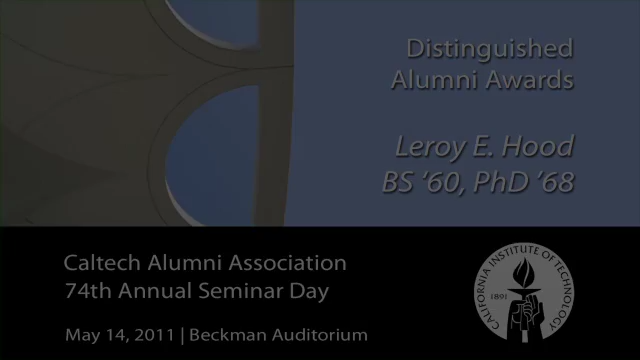 Distinguished
Alumni Awards
Leroy E. Hood
BS ‘60, PhD ’68
Caltech Alumni Association
74th Annual Seminar Day
May 14, 2011 | Beckman Auditorium
CALIFORNIA INSTITUTE OF TECHNOLOGY
1891